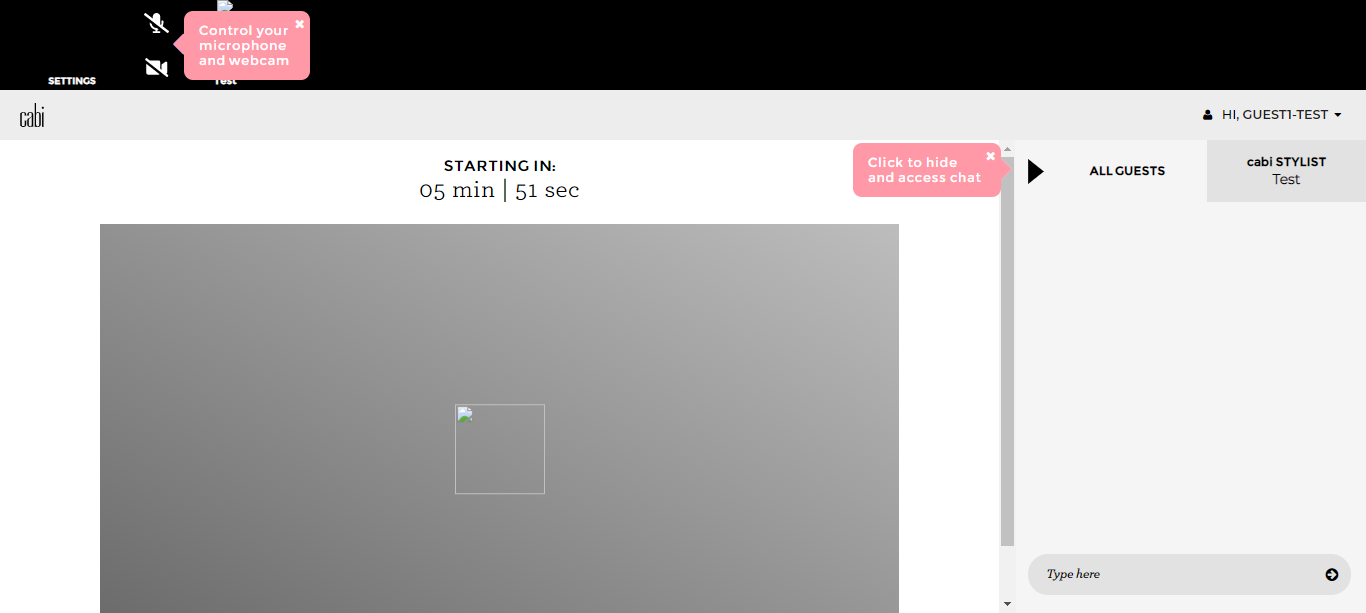 Control your
microphone
and webcam
SETTINGS
Test
cabi
HI, GUEST1-TEST
STARTING IN:
05 min | 51 sec
Click to hide
and access chat
ALL GUESTS
cabi STYLIST
Test
Type here